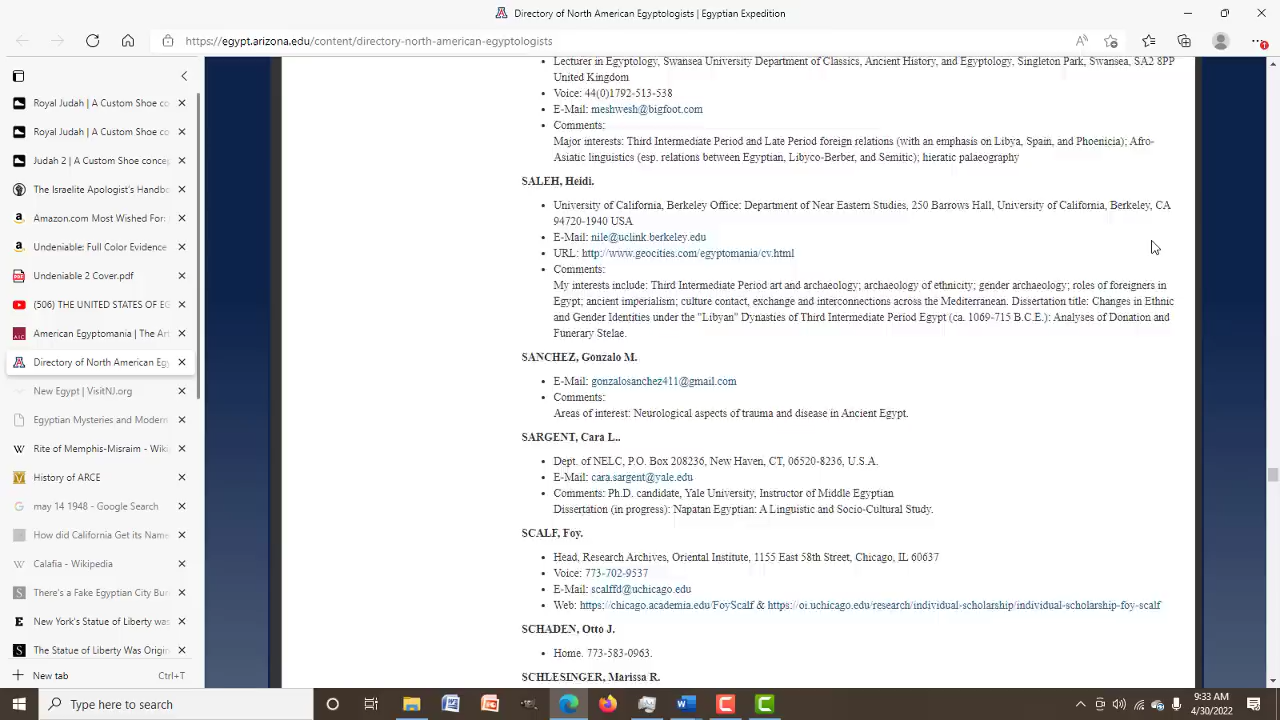 Directory of North American Egyptologists | Egyptian Expedition
https://egypt.arizona.edu/content/directory-north-american-egyptologists
Royal Judah | A Custom Shoe co
Royal Judah | A Custom Shoe co
Judah 2 | A Custom Shoe concep
The Israelite Apologist's Handbo
Amazon.com Most Wished For:
Undeniable: Full Color Evidence
Undeniable 2 Cover.pdf
(506) THE UNITED STATES OF EG
American Egyptomania | The Art
Directory of North American Eg
New Egypt | VisitNJ.org
Egyptian Mysteries and Modern
Rite of Memphis-Misraim - Wiki
History of ARCE
may 14 1948 - Google Search
How did California Get its Name
Calafia - Wikipedia
There's a Fake Egyptian City Bur
New York's Statue of Liberty was
The Statue of Liberty Was Origin
New tab
Ctrl+T
Lecturer in Egyptology, Swansea University Department of Classics, Ancient History, and Egyptology, Singleton Park, Swansea, SA2 8PP
United Kingdom
Voice: 44(0)1792-513-538
E-Mail: meshwesh@bigfoot.com
Comments:
Major interests: Third Intermediate Period and Late Period foreign relations (with an emphasis on Libya, Spain, and Phoenicia); Afro-
Asiatic linguistics (esp. relations between Egyptian, Libyco-Berber, and Semitic); hieratic palaeography
SALEH, Heidi.
University of California, Berkeley Office: Department of Near Eastern Studies, 250 Barrows Hall, University of California, Berkeley, CA
94720-1940 USA
E-Mail: nile@uclink.berkeley.edu
URL: http://www.geocities.com/egyptomania/cv.html
Comments:
My interests include: Third Intermediate Period art and archaeology; archaeology of ethnicity; gender archaeology; roles of foreigners in
Egypt; ancient imperialism; culture contact, exchange and interconnections across the Mediterranean. Dissertation title: Changes in Ethnic
and Gender Identities under the "Libyan" Dynasties of Third Intermediate Period Egypt (ca. 1069-715 B.C.E.): Analyses of Donation and
Funerary Stelae.
SANCHEZ, Gonzalo M.
E-Mail: gonzalosanchez411@gmail.com
Comments:
Areas of interest: Neurological aspects of trauma and disease in Ancient Egypt.
SARGENT, Cara L..
Dept. of NELC, P.O. Box 208236, New Haven, CT, 06520-8236, U.S.A.
E-Mail: cara.sargent@yale.edu
Comments: Ph.D. candidate, Yale University, Instructor of Middle Egyptian
Dissertation (in progress): Napatan Egyptian: A Linguistic and Socio-Cultural Study.
SCALF, Foy.
Head, Research Archives, Oriental Institute, 1155 East 58th Street, Chicago, IL 60637
Voice: 773-702-9537
E-Mail: scalffd@uchicago.edu
Web: https://chicago.academia.edu/FoyScalf & https://oi.uchicago.edu/research/individual-scholarship/individual-scholarship-foy-scalf
SCHADEN, Otto J.
Home. 773-583-0963.
SCHLESINGER, Marissa R.
Type here to search
9:33 AM
4/30/2022